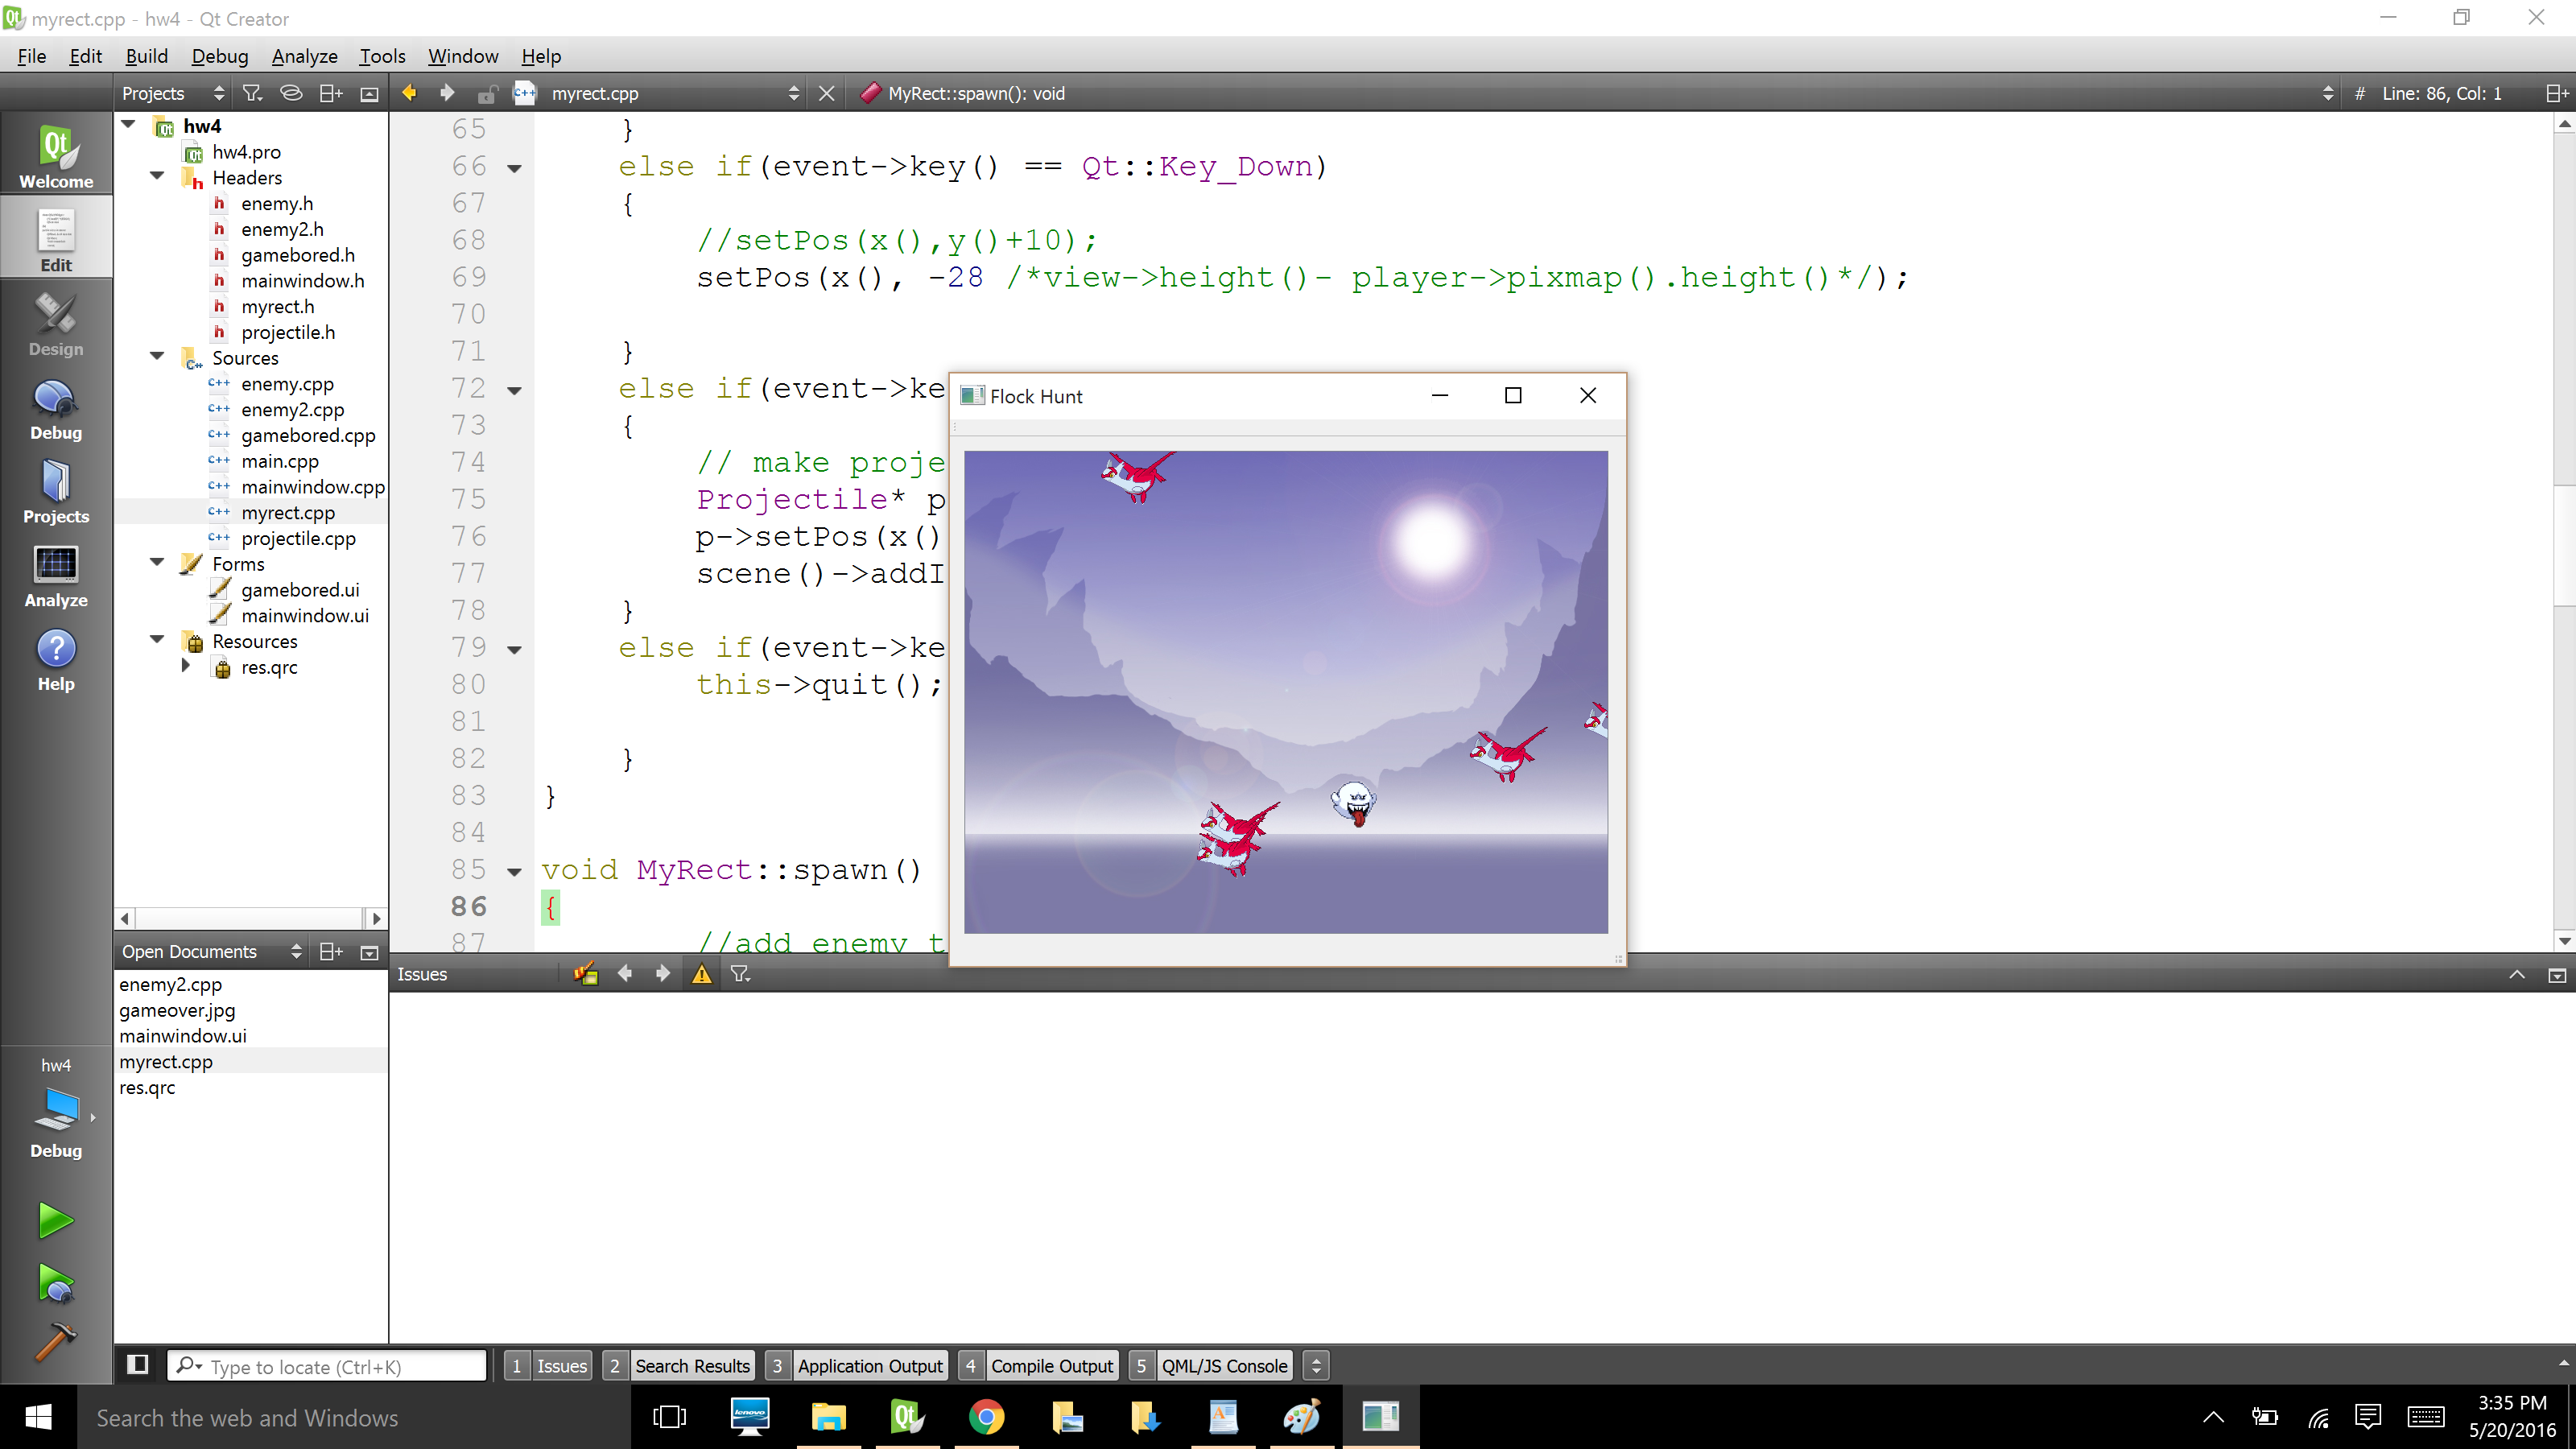 myrect.cpp - hw4 - Qt Creator
File Edit Build Debug Analyze Tools Window Help
Projects
myrect.cpp
MyRect::spawn(): void
# Line: 86, Col: 1
Welcome
Edit
Design
Debug
Projects
Analyze
Help
hw4
hw4.pro
Headers
enemy.h
enemy2.h
gamebored.h
mainwindow.h
myrect.h
projectile.h
Sources
enemy.cpp
enemy2.cpp
gamebored.cpp
main.cpp
mainwindow.cpp
myrect.cpp
projectile.cpp
Forms
gamebored.ui
mainwindow.ui
Resources
res.qrc
65 }
66 else if(event->key() == Qt::Key_Down)
67 {
68 //setPos(x(),y()+10);
69 setPos(x(), -28 /*view->height()- player->pixmap().height()*/);
70
71 }
72 else if(event->ke
73 {
74 // make proje
75 Projectile* p
76 p->setPos(x()
77 scene()->addI
78 }
79 else if(event->ke
80 this->quit();
81
82 }
83 }
84
85 void MyRect::spawn()
86 {
87 //add enemy t
Flock Hunt
Open Documents
enemy2.cpp
gameover.jpg
mainwindow.ui
myrect.cpp
res.qrc
Issues
hw4
Debug
Type to locate (Ctrl+K)
1 Issues 2 Search Results 3 Application Output 4 Compile Output 5 QML/JS Console
Search the web and Windows
lenovo
3:35 PM
5/20/2016